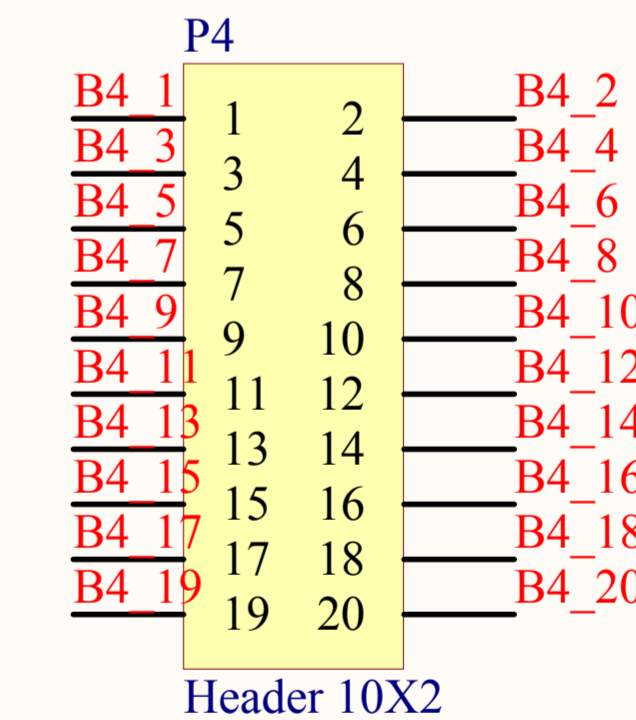 P4
B4_1 1 2 B4_2
B4_3 3 4 B4_4
B4_5 5 6 B4_6
B4_7 7 8 B4_8
B4_9 9 10 B4_10
B4_11 11 12 B4_12
B4_13 13 14 B4_14
B4_15 15 16 B4_16
B4_17 17 18 B4_18
B4_19 19 20 B4_20
Header 10X2